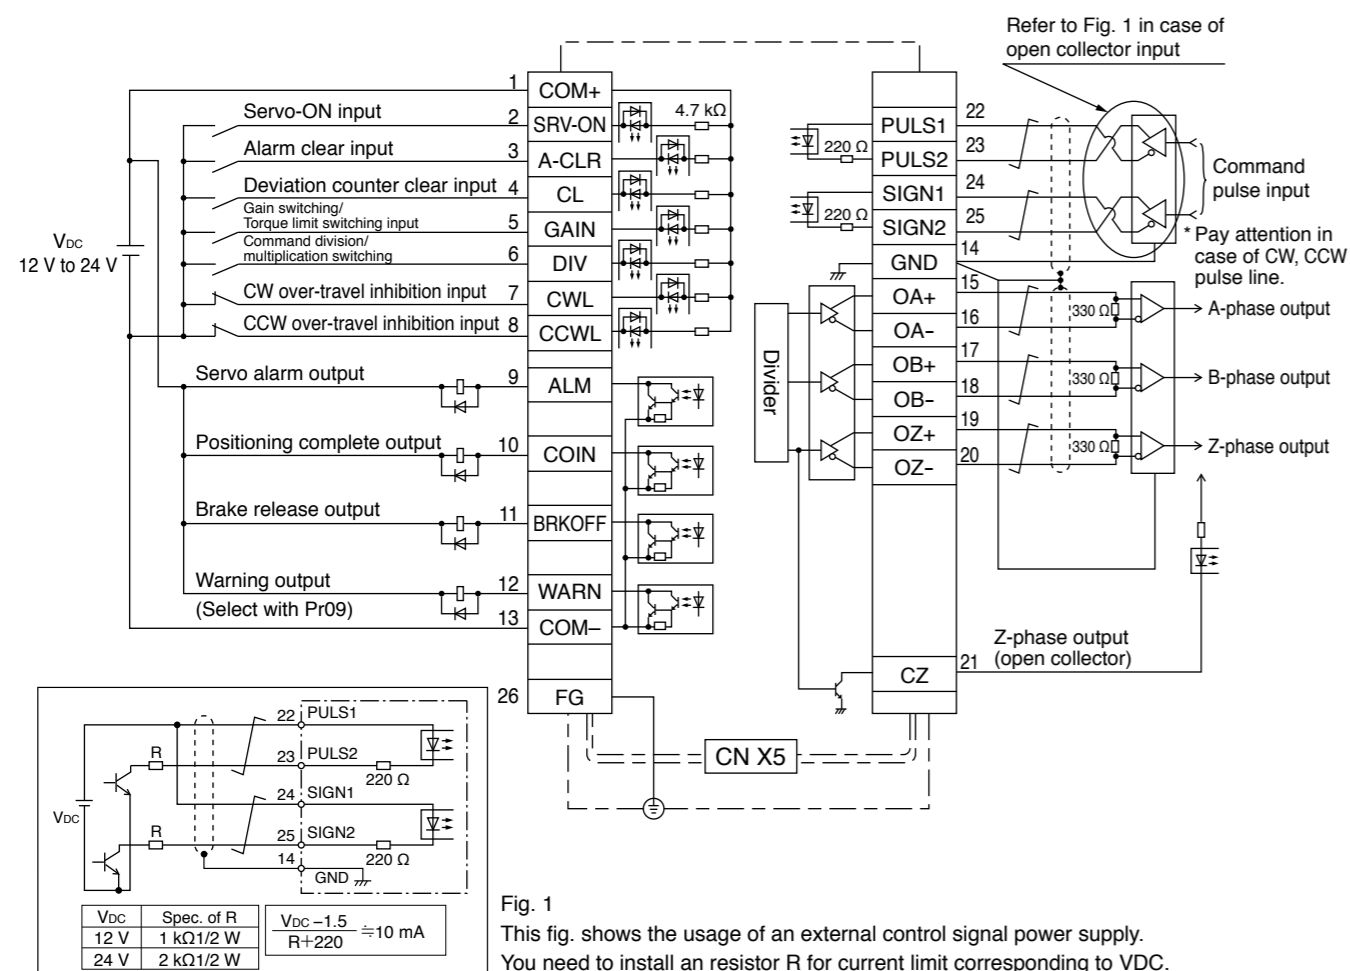 Refer to Fig. 1 in case of
open collector input
1
COM+
Servo-ON input
2
SRV-ON
4.7 kΩ
Alarm clear input
3
A-CLR
Deviation counter clear input
4
CL
Gain switching/
Torque limit switching input
5
GAIN
Command division/
multiplication switching
6
DIV
CW over-travel inhibition input
7
CWL
CCW over-travel inhibition input
8
CCWL
VDC
12 V to 24 V
Servo alarm output
9
ALM
Positioning complete output
10
COIN
Brake release output
11
BRKOFF
Warning output
(Select with Pr09)
12
WARN
13
COM–
26
FG
CN X5
PULS1
22
220 Ω
PULS2
23
SIGN1
24
220 Ω
SIGN2
25
GND
14
Command
pulse input
* Pay attention in
case of CW, CCW
pulse line.
Divider
OA+
15
OA–
16
330 Ω
A-phase output
OB+
17
OB–
18
330 Ω
B-phase output
OZ+
19
OZ–
20
330 Ω
Z-phase output
Z-phase output
(open collector)
CZ
21
VDC
R
R
22
PULS1
23
PULS2
220 Ω
24
SIGN1
25
SIGN2
220 Ω
14
GND
VDC Spec. of R
12 V 1 kΩ1/2 W
24 V 2 kΩ1/2 W
VDC –1.5
R+220
≒10 mA
Fig. 1
This fig. shows the usage of an external control signal power supply.
You need to install an resistor R for current limit corresponding to VDC.